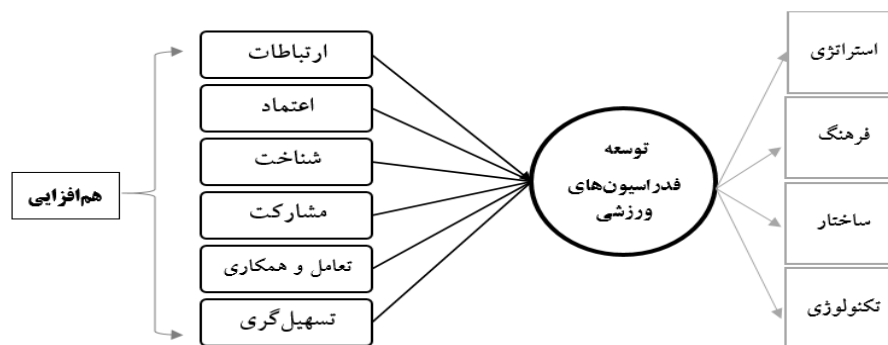 هم‌افزایی
ارتباطات
اعتماد
شناخت
مشارکت
تعامل و همکاری
تسهیل‌گری
توسعه
فدراسیون‌های
ورزشی
استراتژی
فرهنگ
ساختار
تکنولوژی